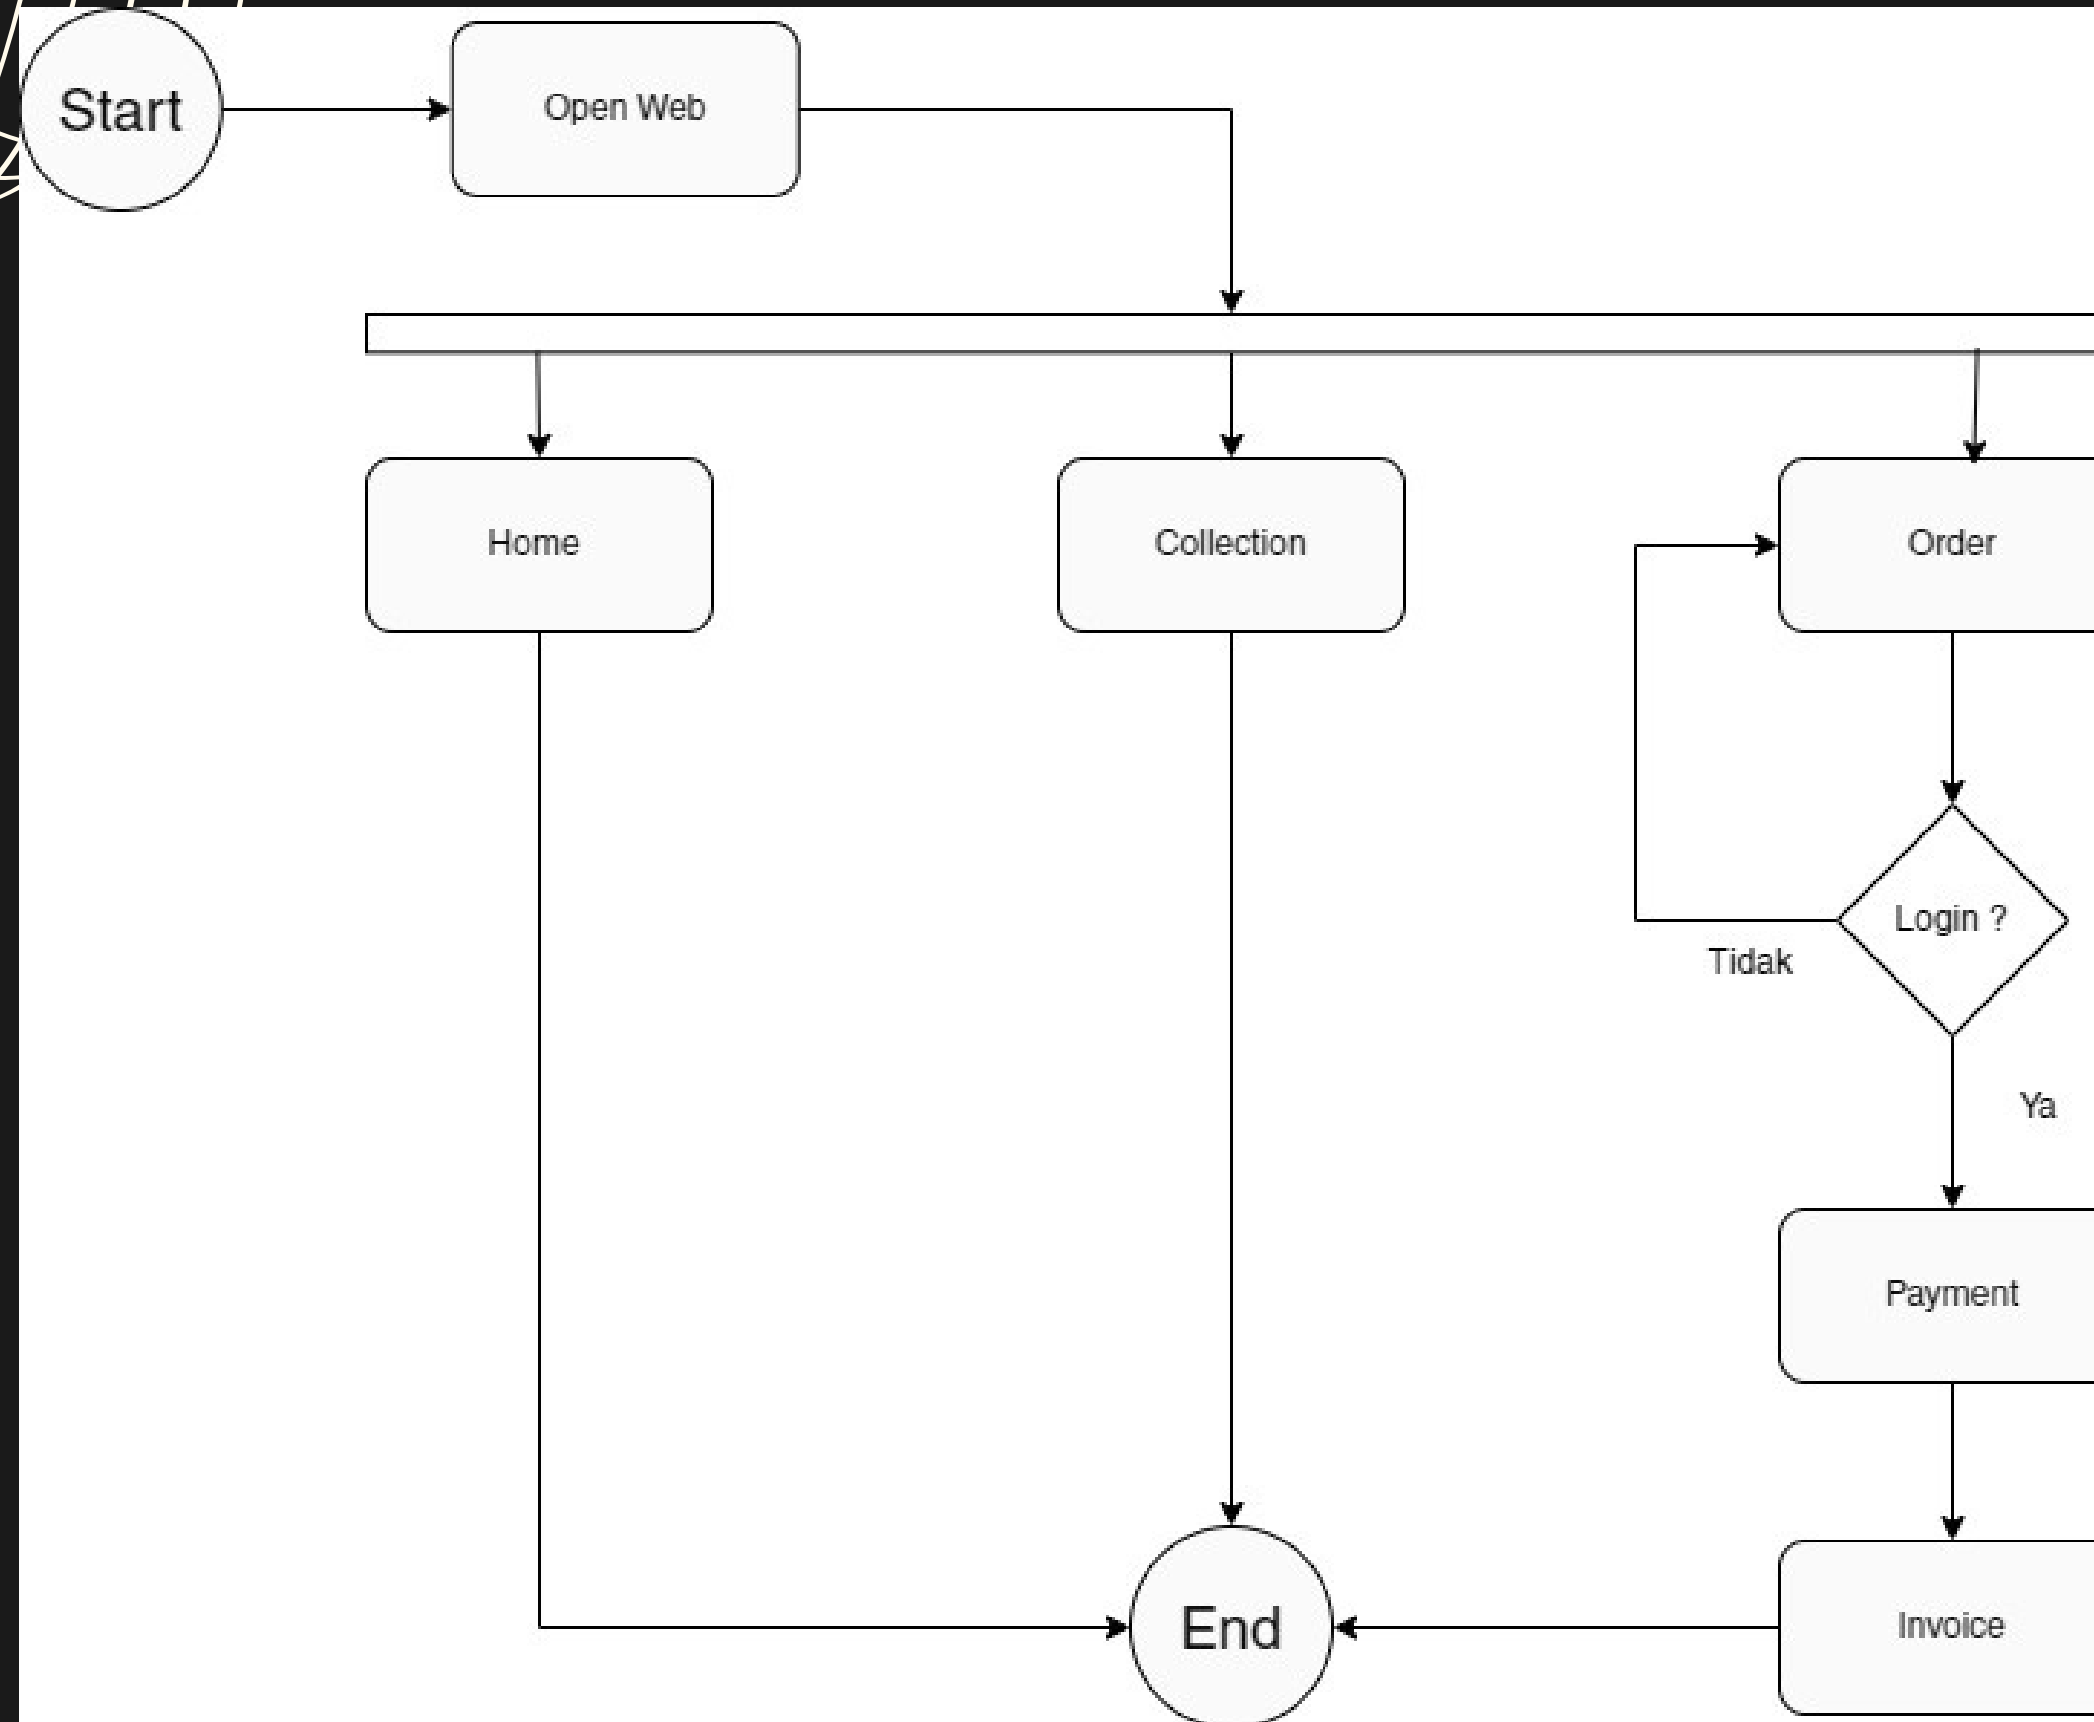 Start
Open Web
Home
Collection
Order
Login ?
Tidak
Ya
Payment
Invoice
End